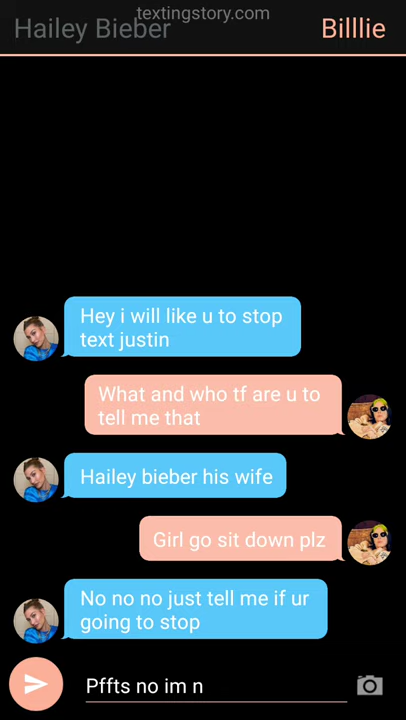 textingstory.com
Hailey Bieber
Billlie
Hey i will like u to stop
text justin
What and who tf are u to
tell me that
Hailey bieber his wife
Girl go sit down plz
No no no just tell me if ur
going to stop
Pffts no im n